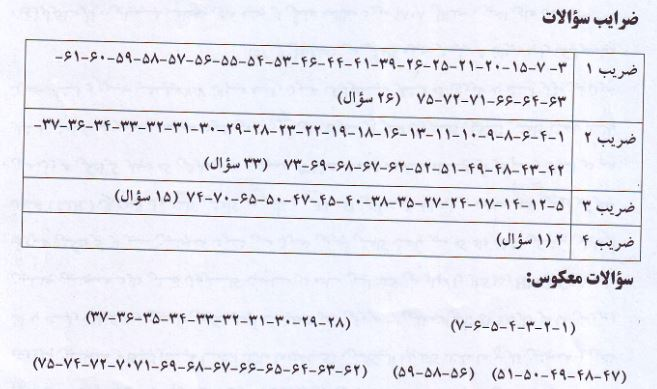 ضرایب سؤالات
ضریب ۱ ۳-۷-۱۵-۲۰-۲۱-۲۵-۲۶-۳۹-۴۱-۴۴-۴۶-۵۳-۵۴-۵۵-۵۶-۵۷-۵۸-۵۹-۶۰-۶۱-
۶۳-۶۴-۶۶-۷۱-۷۲-۷۵ (۲۶ سؤال)
ضریب ۲ ۱-۴-۶-۸-۹-۱۰-۱۱-۱۳-۱۶-۱۸-۱۹-۲۲-۲۳-۲۸-۲۹-۳۰-۳۱-۳۲-۳۳-۳۴-۳۶-۳۷-
۴۲-۴۳-۴۸-۴۹-۵۱-۵۲-۶۲-۶۷-۶۸-۶۹-۷۳ (۳۳ سؤال)
ضریب ۳ ۵-۱۲-۱۴-۱۷-۲۴-۲۷-۳۵-۳۸-۴۰-۴۵-۴۷-۵۰-۶۵-۷۰-۷۴ (۱۵ سؤال)
ضریب ۴ ۲ (۱ سؤال)
سؤالات معکوس:
(۱-۲-۳-۴-۵-۶-۷) (۲۸-۲۹-۳۰-۳۱-۳۲-۳۳-۳۴-۳۵-۳۶-۳۷)
(۴۷-۴۸-۴۹-۵۰-۵۱) (۵۶-۵۸-۵۹) (۶۲-۶۳-۶۴-۶۵-۶۶-۶۷-۶۸-۶۹-۷۰۷۱-۷۲-۷۴-۷۵)